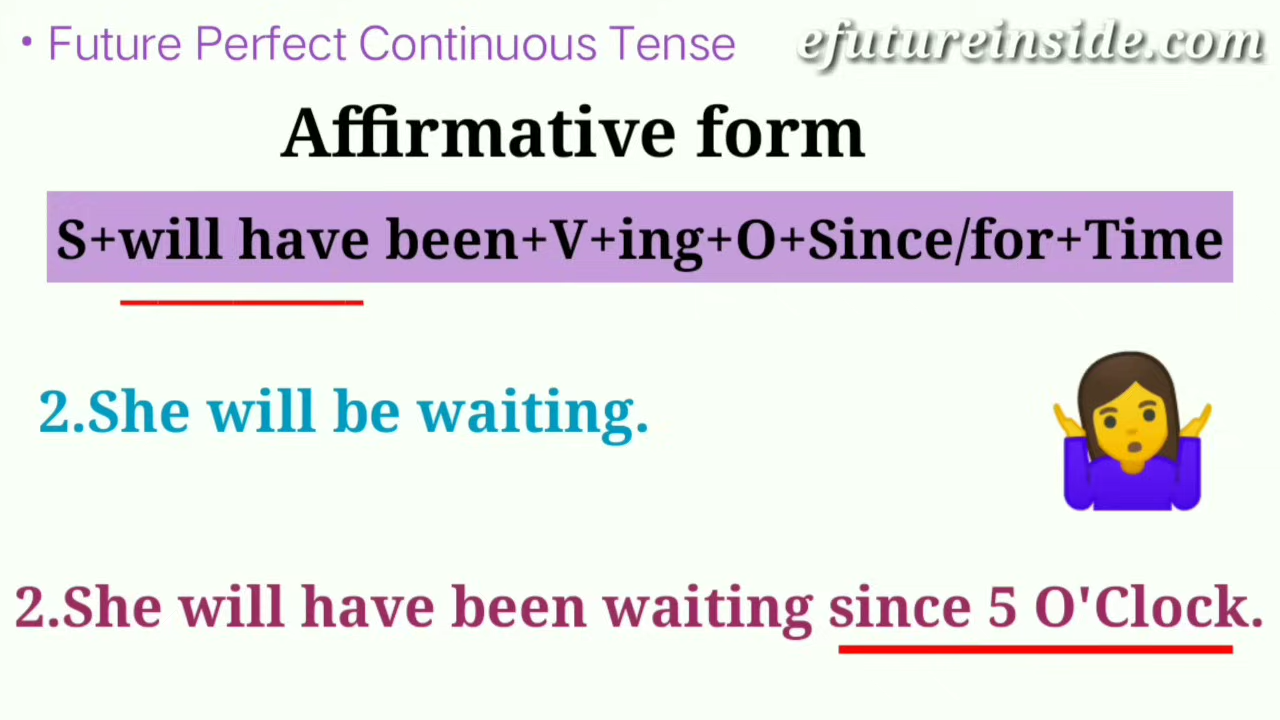 • Future Perfect Continuous Tense
efutureinside.com
Affirmative form
S+will have been+V+ing+O+Since/for+Time
2.She will be waiting.
2.She will have been waiting since 5 O'Clock.